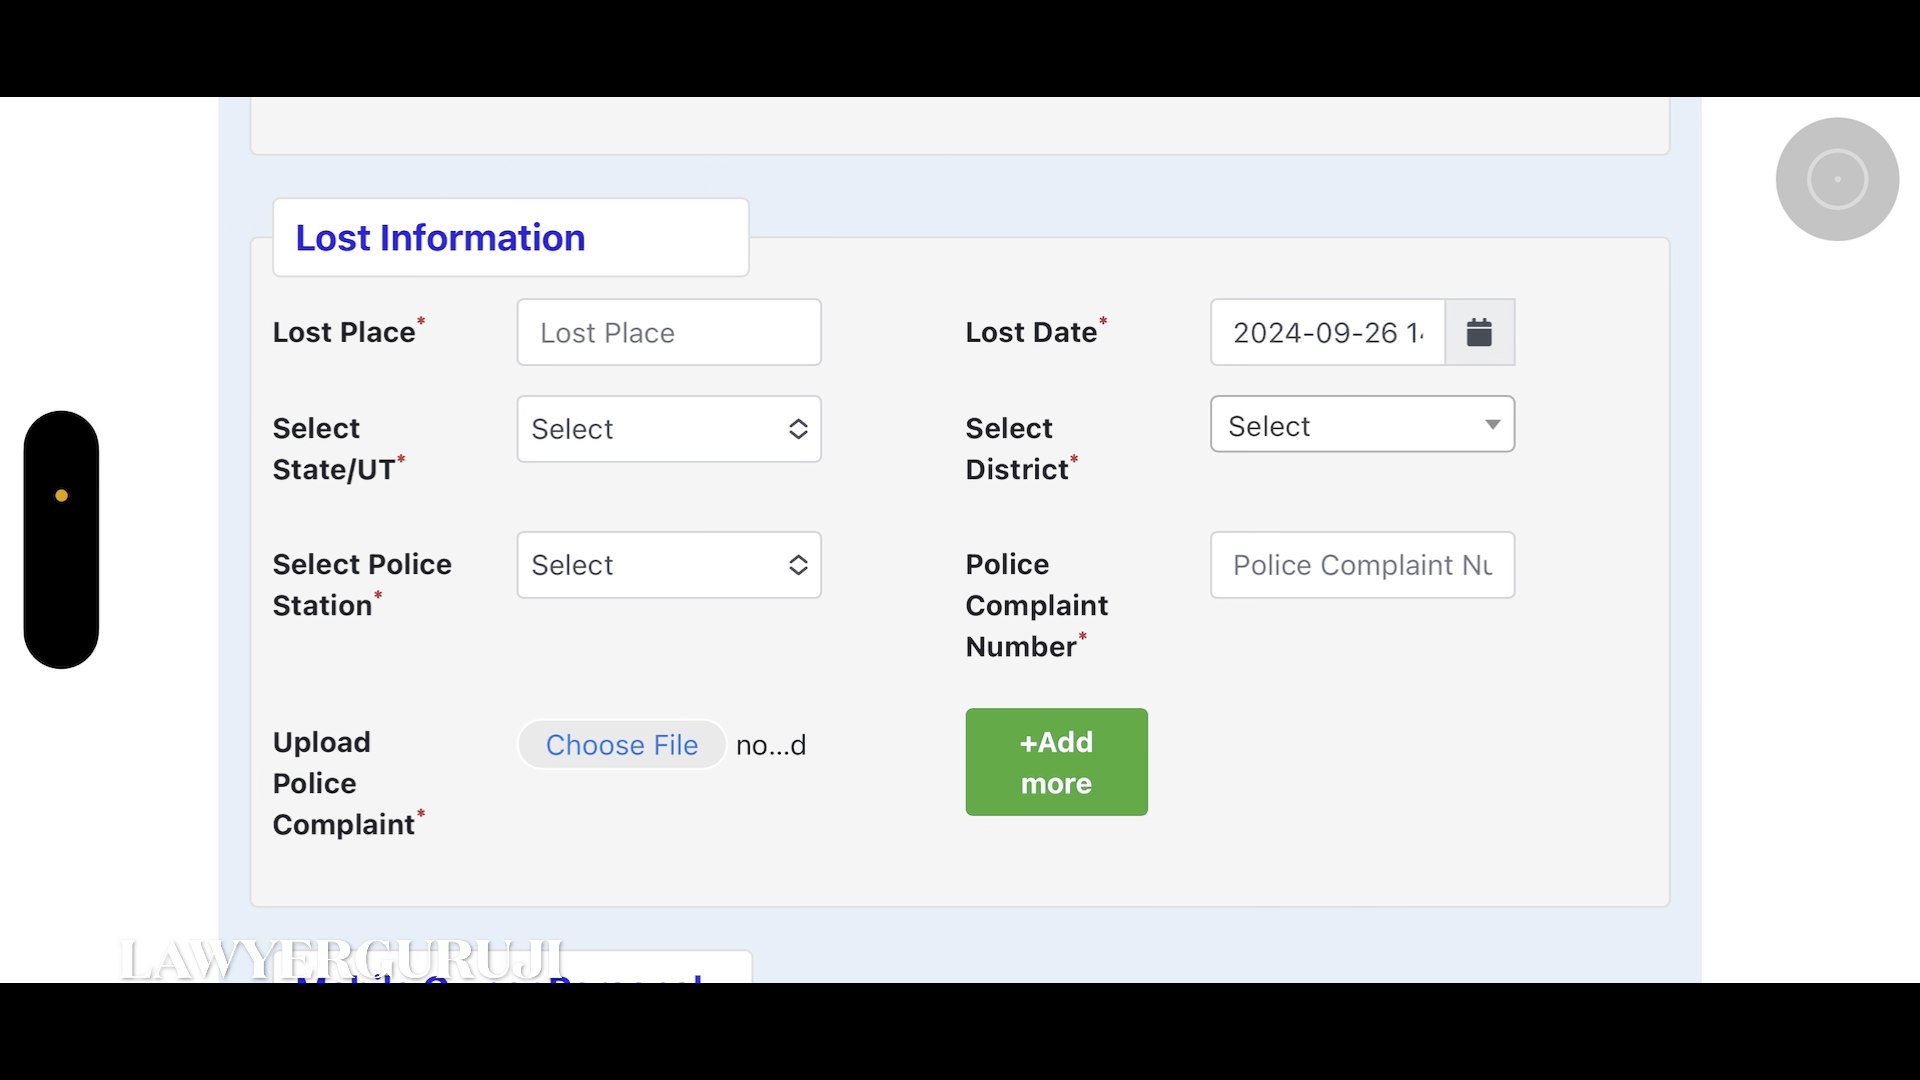 Lost Information
Lost Place*
Lost Place
Lost Date*
2024-09-26 1
Select
State/UT*
Select
Select
District*
Select
Select Police
Station*
Select
Police
Complaint
Number*
Police Complaint Nu
Upload
Police
Complaint*
Choose File no...d
+Add
more
LAWYERGURUJI